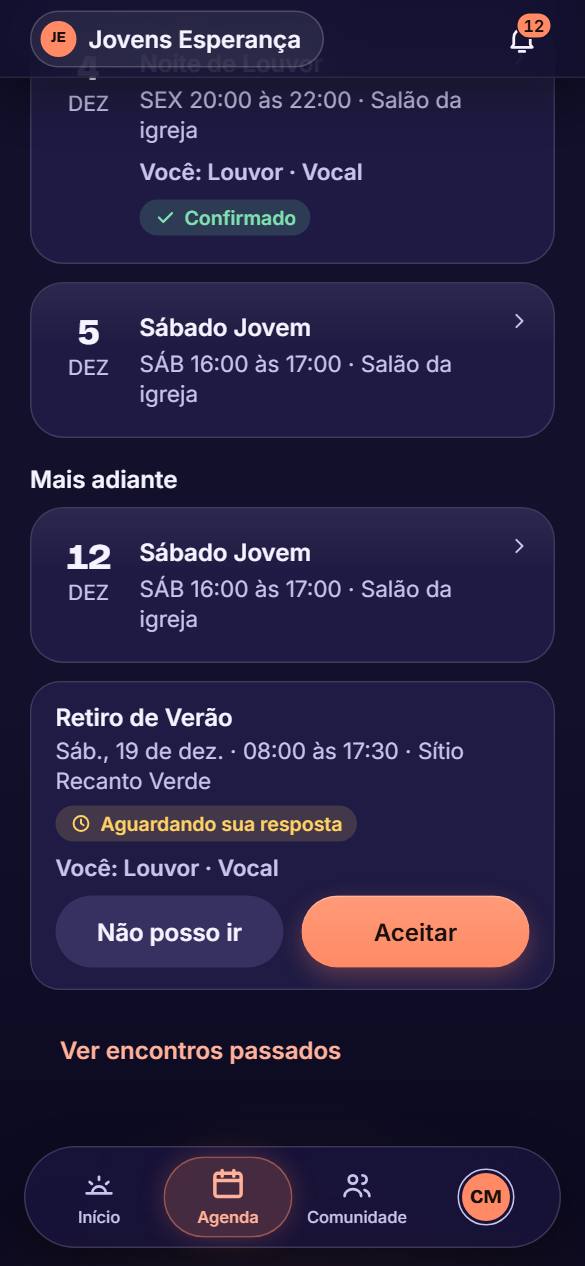 JE Jovens Esperança 12
4 Noite de Louvor
DEZ SEX 20:00 às 22:00 · Salão da
igreja
Você: Louvor · Vocal
Confirmado
5 Sábado Jovem
DEZ SÁB 16:00 às 17:00 · Salão da
igreja
Mais adiante
12 Sábado Jovem
DEZ SÁB 16:00 às 17:00 · Salão da
igreja
Retiro de Verão
Sáb., 19 de dez. · 08:00 às 17:30 · Sítio
Recanto Verde
Aguardando sua resposta
Você: Louvor · Vocal
Não posso ir Aceitar
Ver encontros passados
Início Agenda Comunidade CM